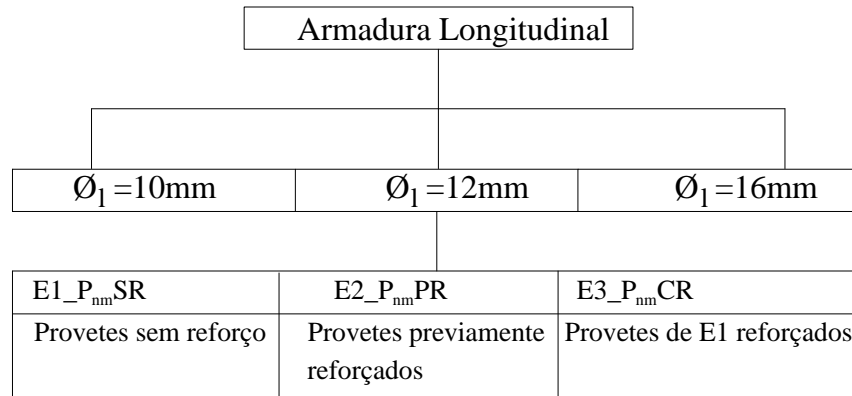 Armadura Longitudinal
Ø₁ =10mm Ø₁ =12mm Ø₁ =16mm
E1_PₙₘSR E2_PₙₘPR E3_PₙₘCR
Provetes sem reforço Provetes previamente Provetes de E1 reforçados
reforçados